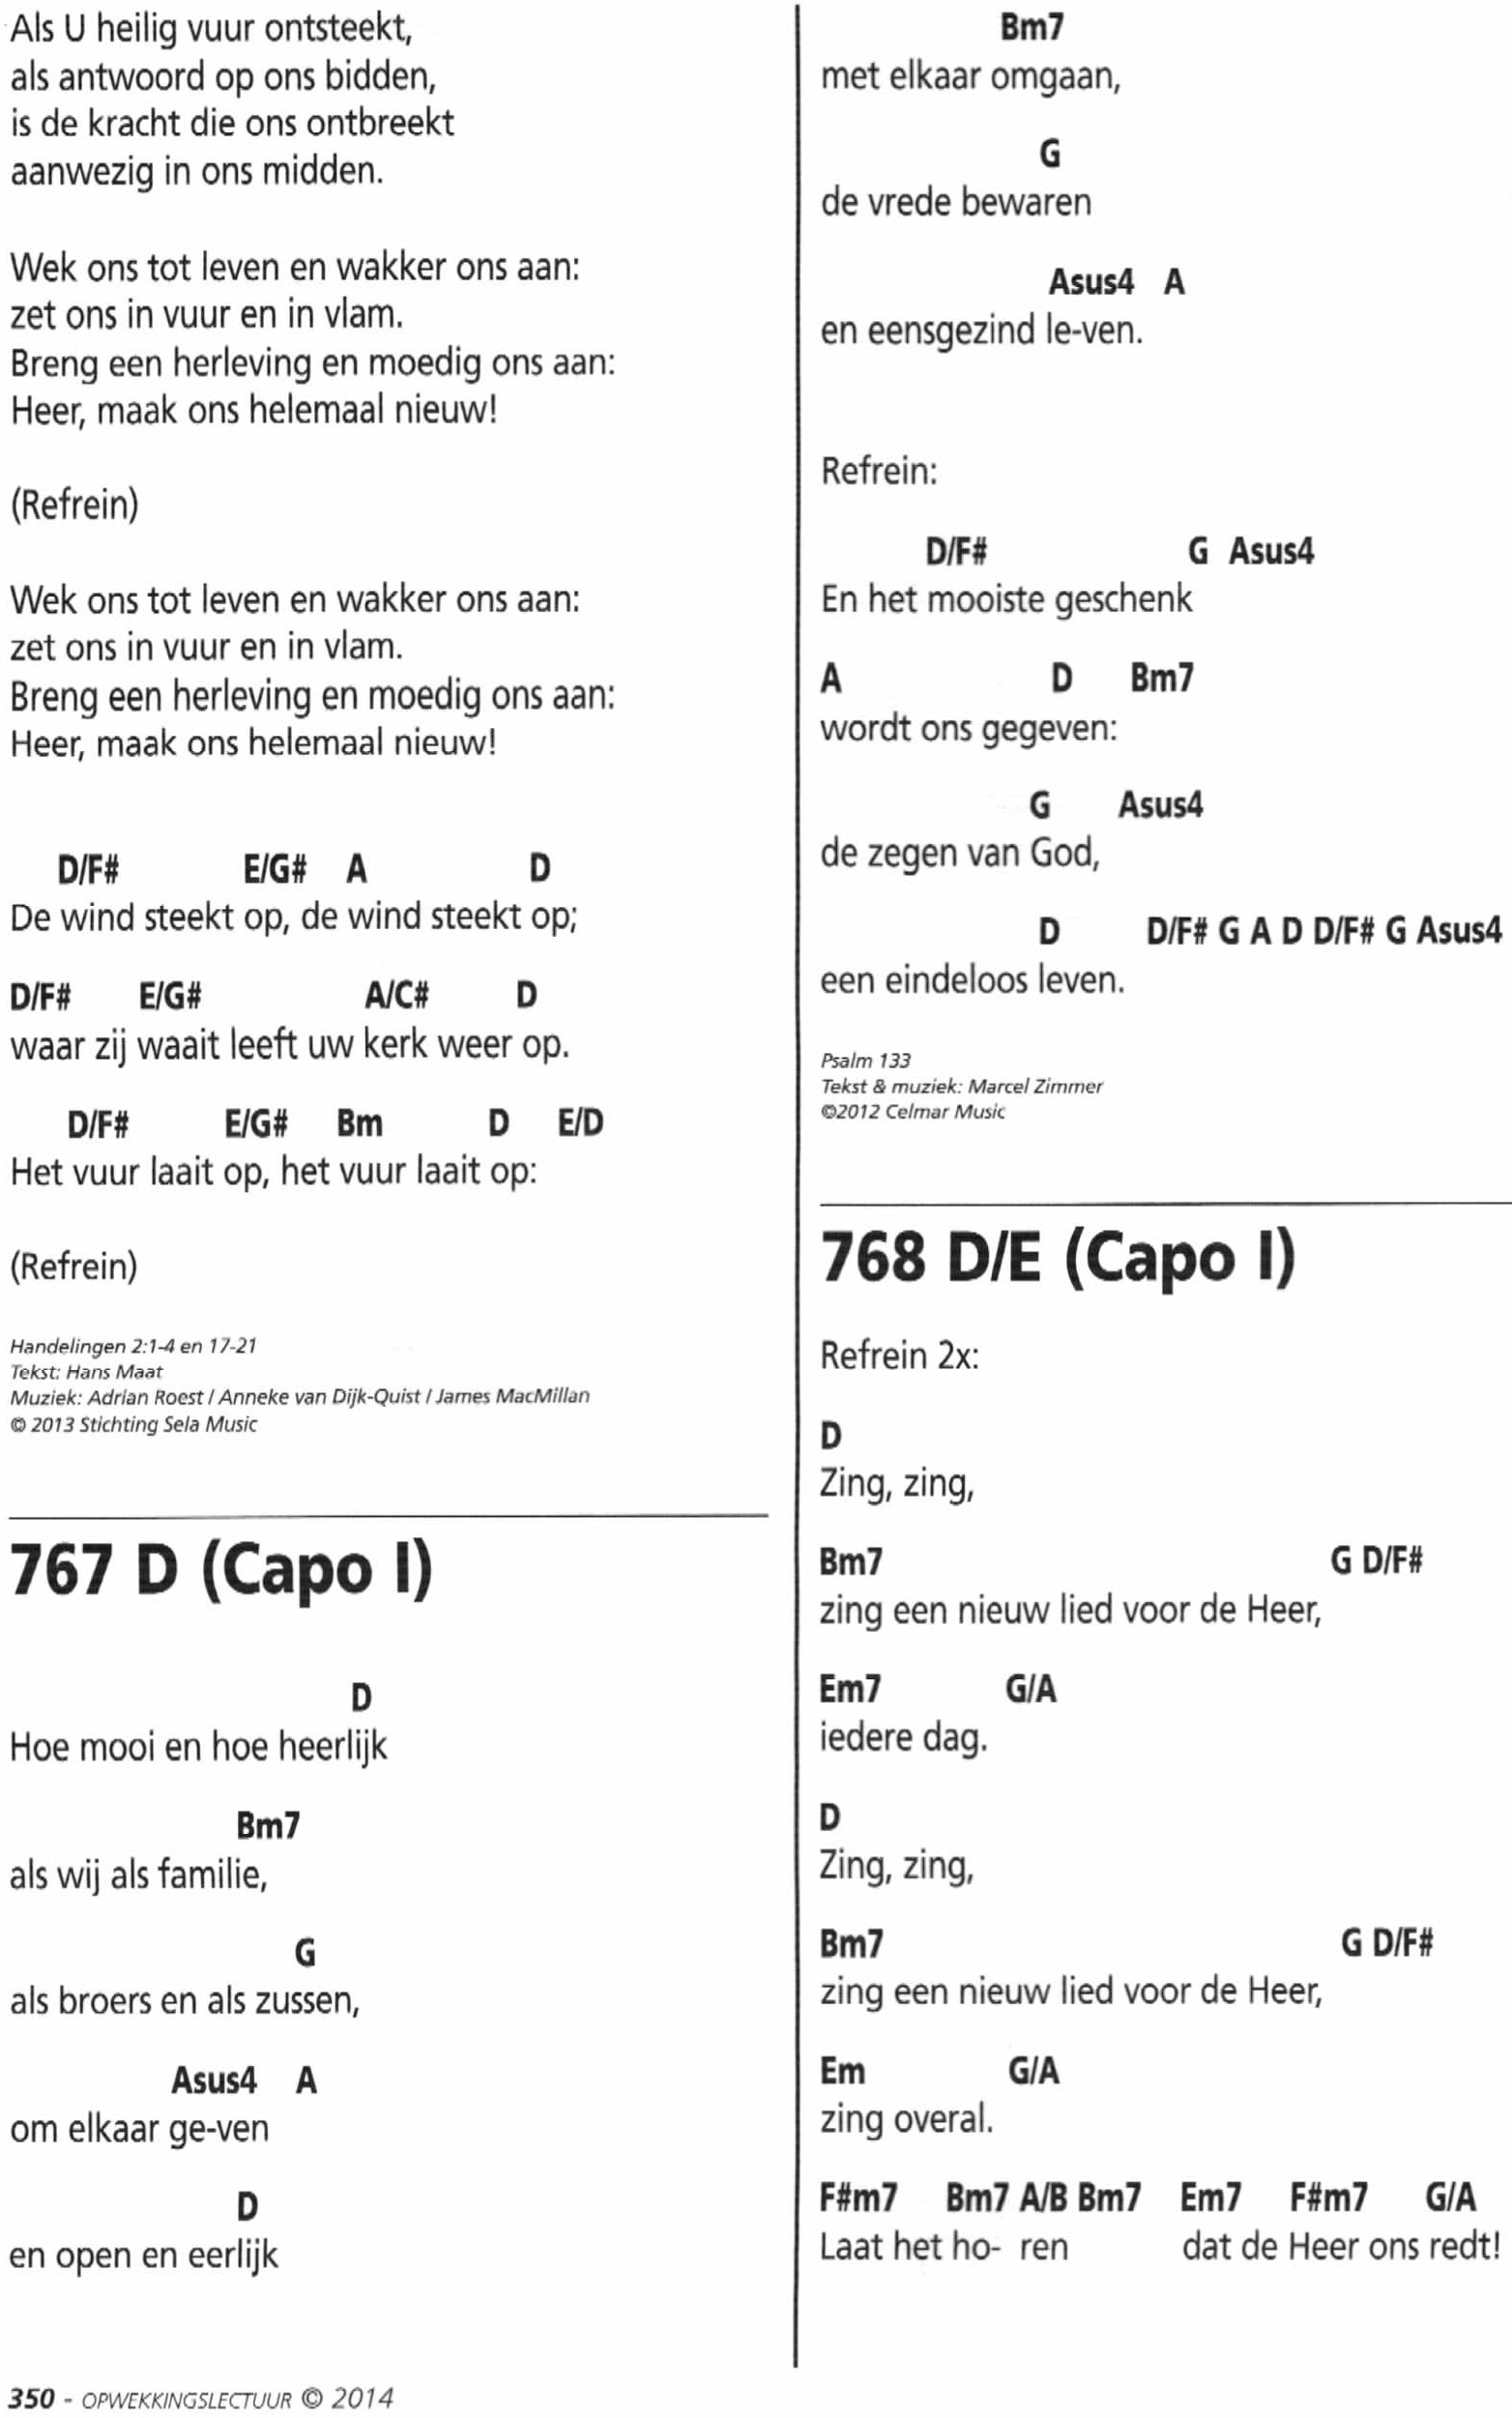 Als U heilig vuur ontsteekt,
als antwoord op ons bidden,
is de kracht die ons ontbreekt
aanwezig in ons midden.

Wek ons tot leven en wakker ons aan:
zet ons in vuur en in vlam.
Breng een herleving en moedig ons aan:
Heer, maak ons helemaal nieuw!

(Refrein)

Wek ons tot leven en wakker ons aan:
zet ons in vuur en in vlam.
Breng een herleving en moedig ons aan:
Heer, maak ons helemaal nieuw!

D/F# E/G# A D
De wind steekt op, de wind steekt op;
D/F# E/G# A/C# D
waar zij waait leeft uw kerk weer op.
D/F# E/G# Bm D E/D
Het vuur laait op, het vuur laait op:

(Refrein)

Handelingen 2:1-4 en 17-21
Tekst: Hans Maat
Muziek: Adrian Roest / Anneke van Dijk-Quist / James MacMillan
© 2013 Stichting Sela Music

767 D (Capo I)

D
Hoe mooi en hoe heerlijk
Bm7
als wij als familie,
G
als broers en als zussen,
Asus4 A
om elkaar ge-ven
D
en open en eerlijk
Bm7
met elkaar omgaan,
G
de vrede bewaren
Asus4 A
en eensgezind le-ven.

Refrein:
D/F# G Asus4
En het mooiste geschenk
A D Bm7
wordt ons gegeven:
G Asus4
de zegen van God,
D D/F# G A D D/F# G Asus4
een eindeloos leven.

Psalm 133
Tekst & muziek: Marcel Zimmer
©2012 Celmar Music

768 D/E (Capo I)

Refrein 2x:
D
Zing, zing,
Bm7 G D/F#
zing een nieuw lied voor de Heer,
Em7 G/A
iedere dag.
D
Zing, zing,
Bm7 G D/F#
zing een nieuw lied voor de Heer,
Em G/A
zing overal.
F#m7 Bm7 A/B Bm7 Em7 F#m7 G/A
Laat het ho- ren dat de Heer ons redt!

350 - OPWEKKINGSLECTUUR © 2014